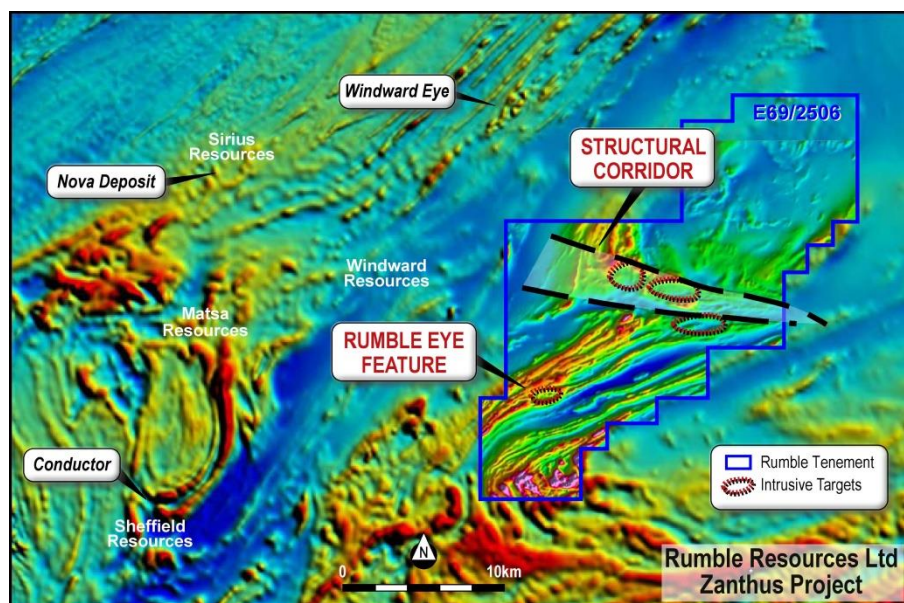 Windward Eye
E69/2506
STRUCTURAL
CORRIDOR
Sirius
Resources
Nova Deposit
Windward
Resources
Matsa
Resources
RUMBLE EYE
FEATURE
Conductor
Rumble Tenement
Intrusive Targets
Sheffield
Resources
N
0
10km
Rumble Resources Ltd
Zanthus Project